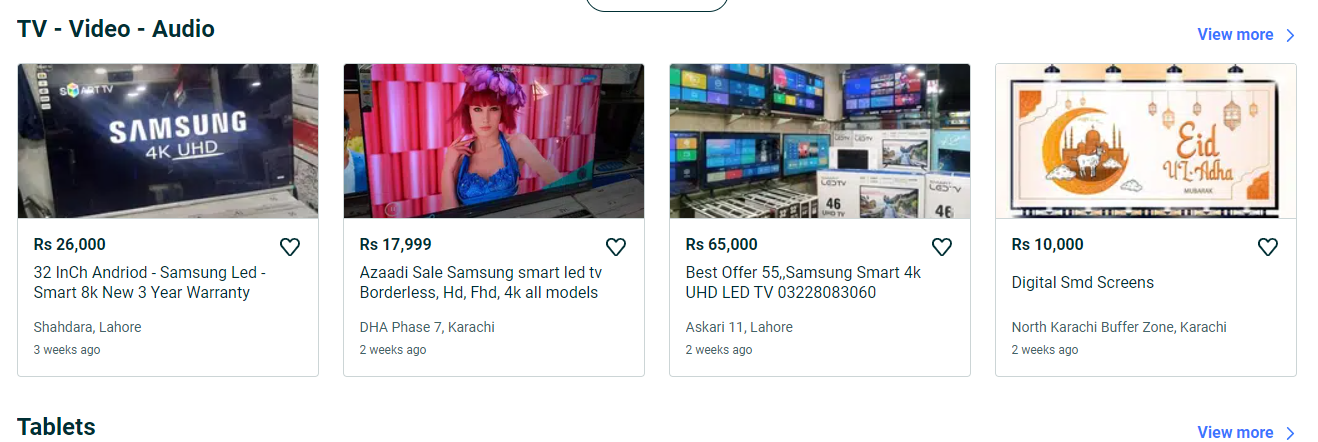 TV - Video - Audio
View more
SMART TV
SAMSUNG
4K UHD
LED TV
LED TV
46
UHD TV
46
Eid
UL-Adha
MUBARAK
Rs 26,000
32 InCh Andriod - Samsung Led -
Smart 8k New 3 Year Warranty
Shahdara, Lahore
3 weeks ago
Rs 17,999
Azaadi Sale Samsung smart led tv
Borderless, Hd, Fhd, 4k all models
DHA Phase 7, Karachi
2 weeks ago
Rs 65,000
Best Offer 55,,Samsung Smart 4k
UHD LED TV 03228083060
Askari 11, Lahore
2 weeks ago
Rs 10,000
Digital Smd Screens
North Karachi Buffer Zone, Karachi
2 weeks ago
Tablets
View more